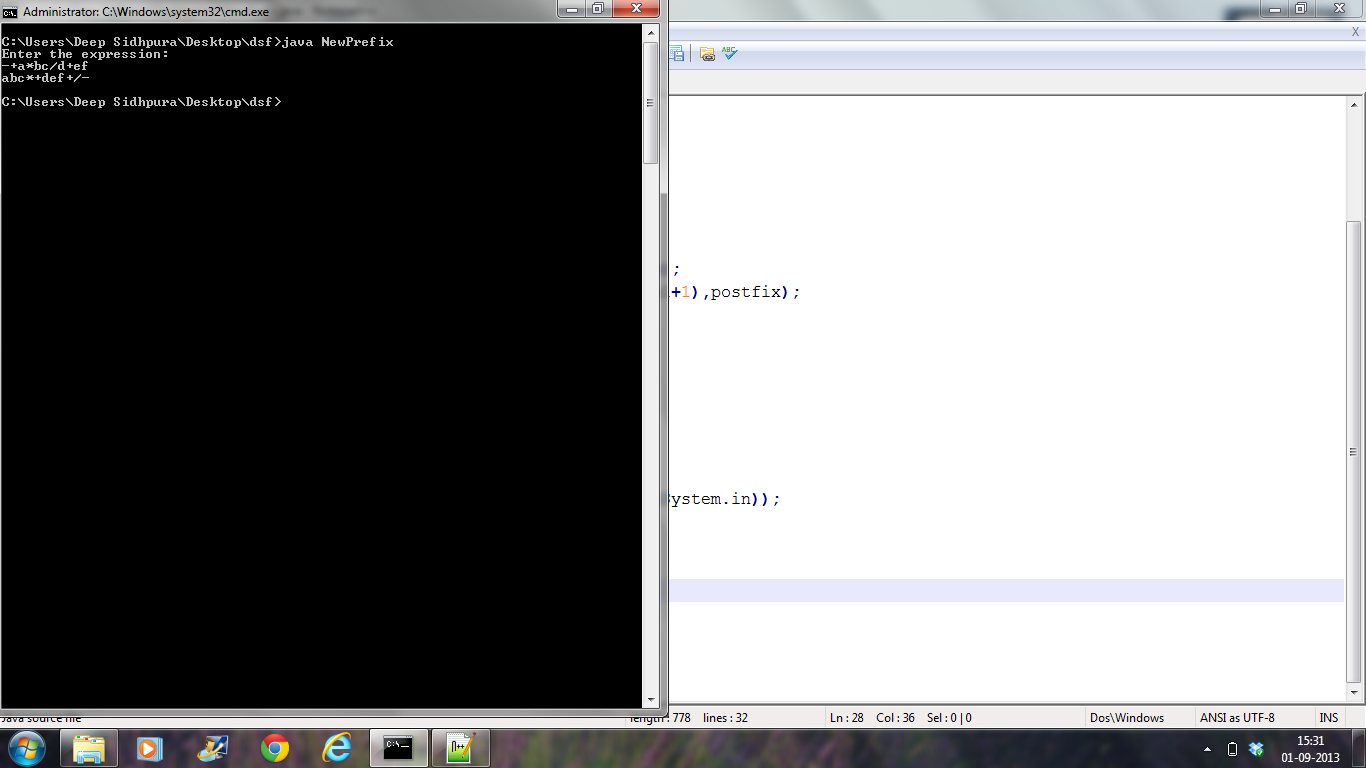 Administrator: C:\Windows\system32\cmd.exe
C:\Users\Deep Sidhpura\Desktop\dsf>java NewPrefix
Enter the expression:
-+a*bc/d+ef
abc*+def+/-
C:\Users\Deep Sidhpura\Desktop\dsf>
X
ABC
;
+1),postfix);
ystem.in));
Java source file
length : 778 lines : 32
Ln : 28 Col : 36 Sel : 0 | 0
Dos\Windows
ANSI as UTF-8
INS
C:\
15:31
01-09-2013